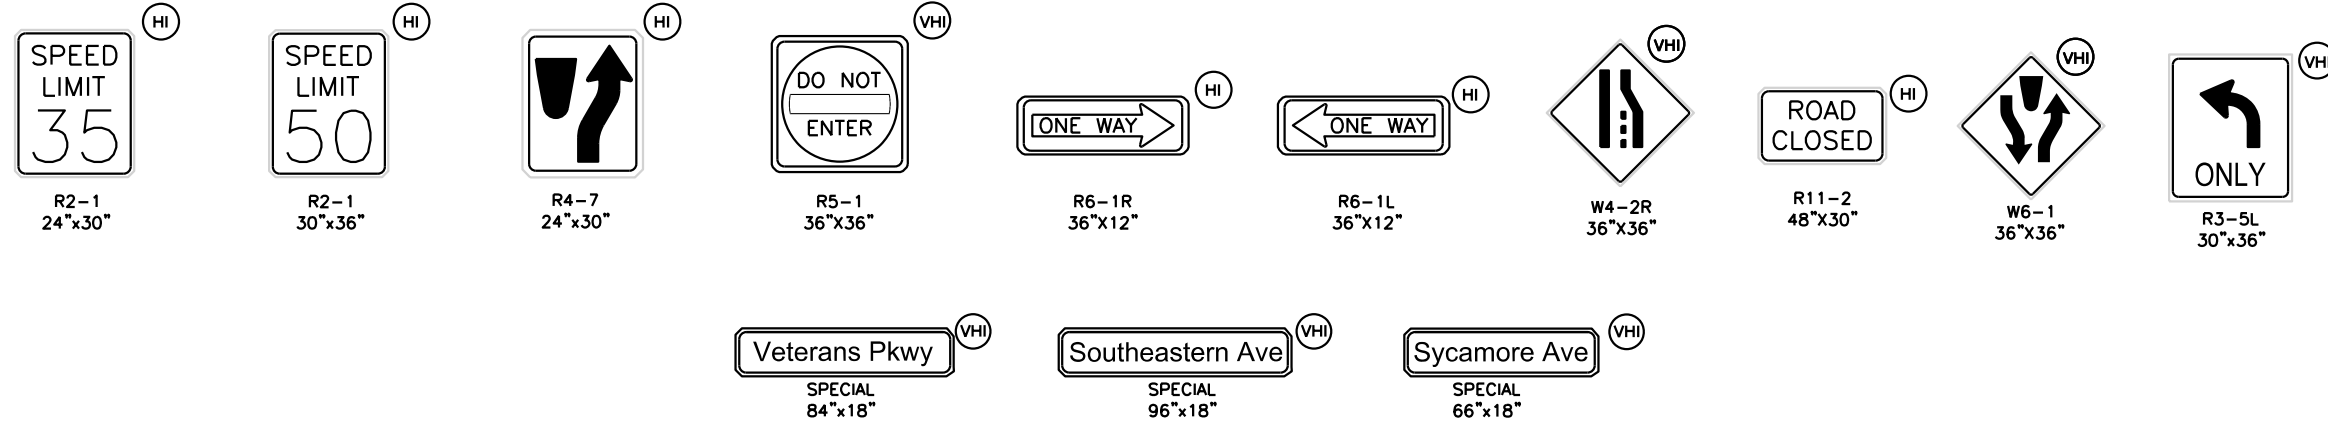 HI
SPEED
LIMIT
35
R2-1
24"x30"
HI
SPEED
LIMIT
50
R2-1
30"x36"
HI
R4-7
24"x30"
VHI
DO NOT
ENTER
R5-1
36"X36"
HI
ONE WAY
R6-1R
36"X12"
HI
ONE WAY
R6-1L
36"X12"
VHI
W4-2R
36"X36"
HI
ROAD
CLOSED
R11-2
48"X30"
VHI
W6-1
36"X36"
VHI
ONLY
R3-5L
30"x36"
VHI
Veterans Pkwy
SPECIAL
84"x18"
VHI
Southeastern Ave
SPECIAL
96"x18"
VHI
Sycamore Ave
SPECIAL
66"x18"